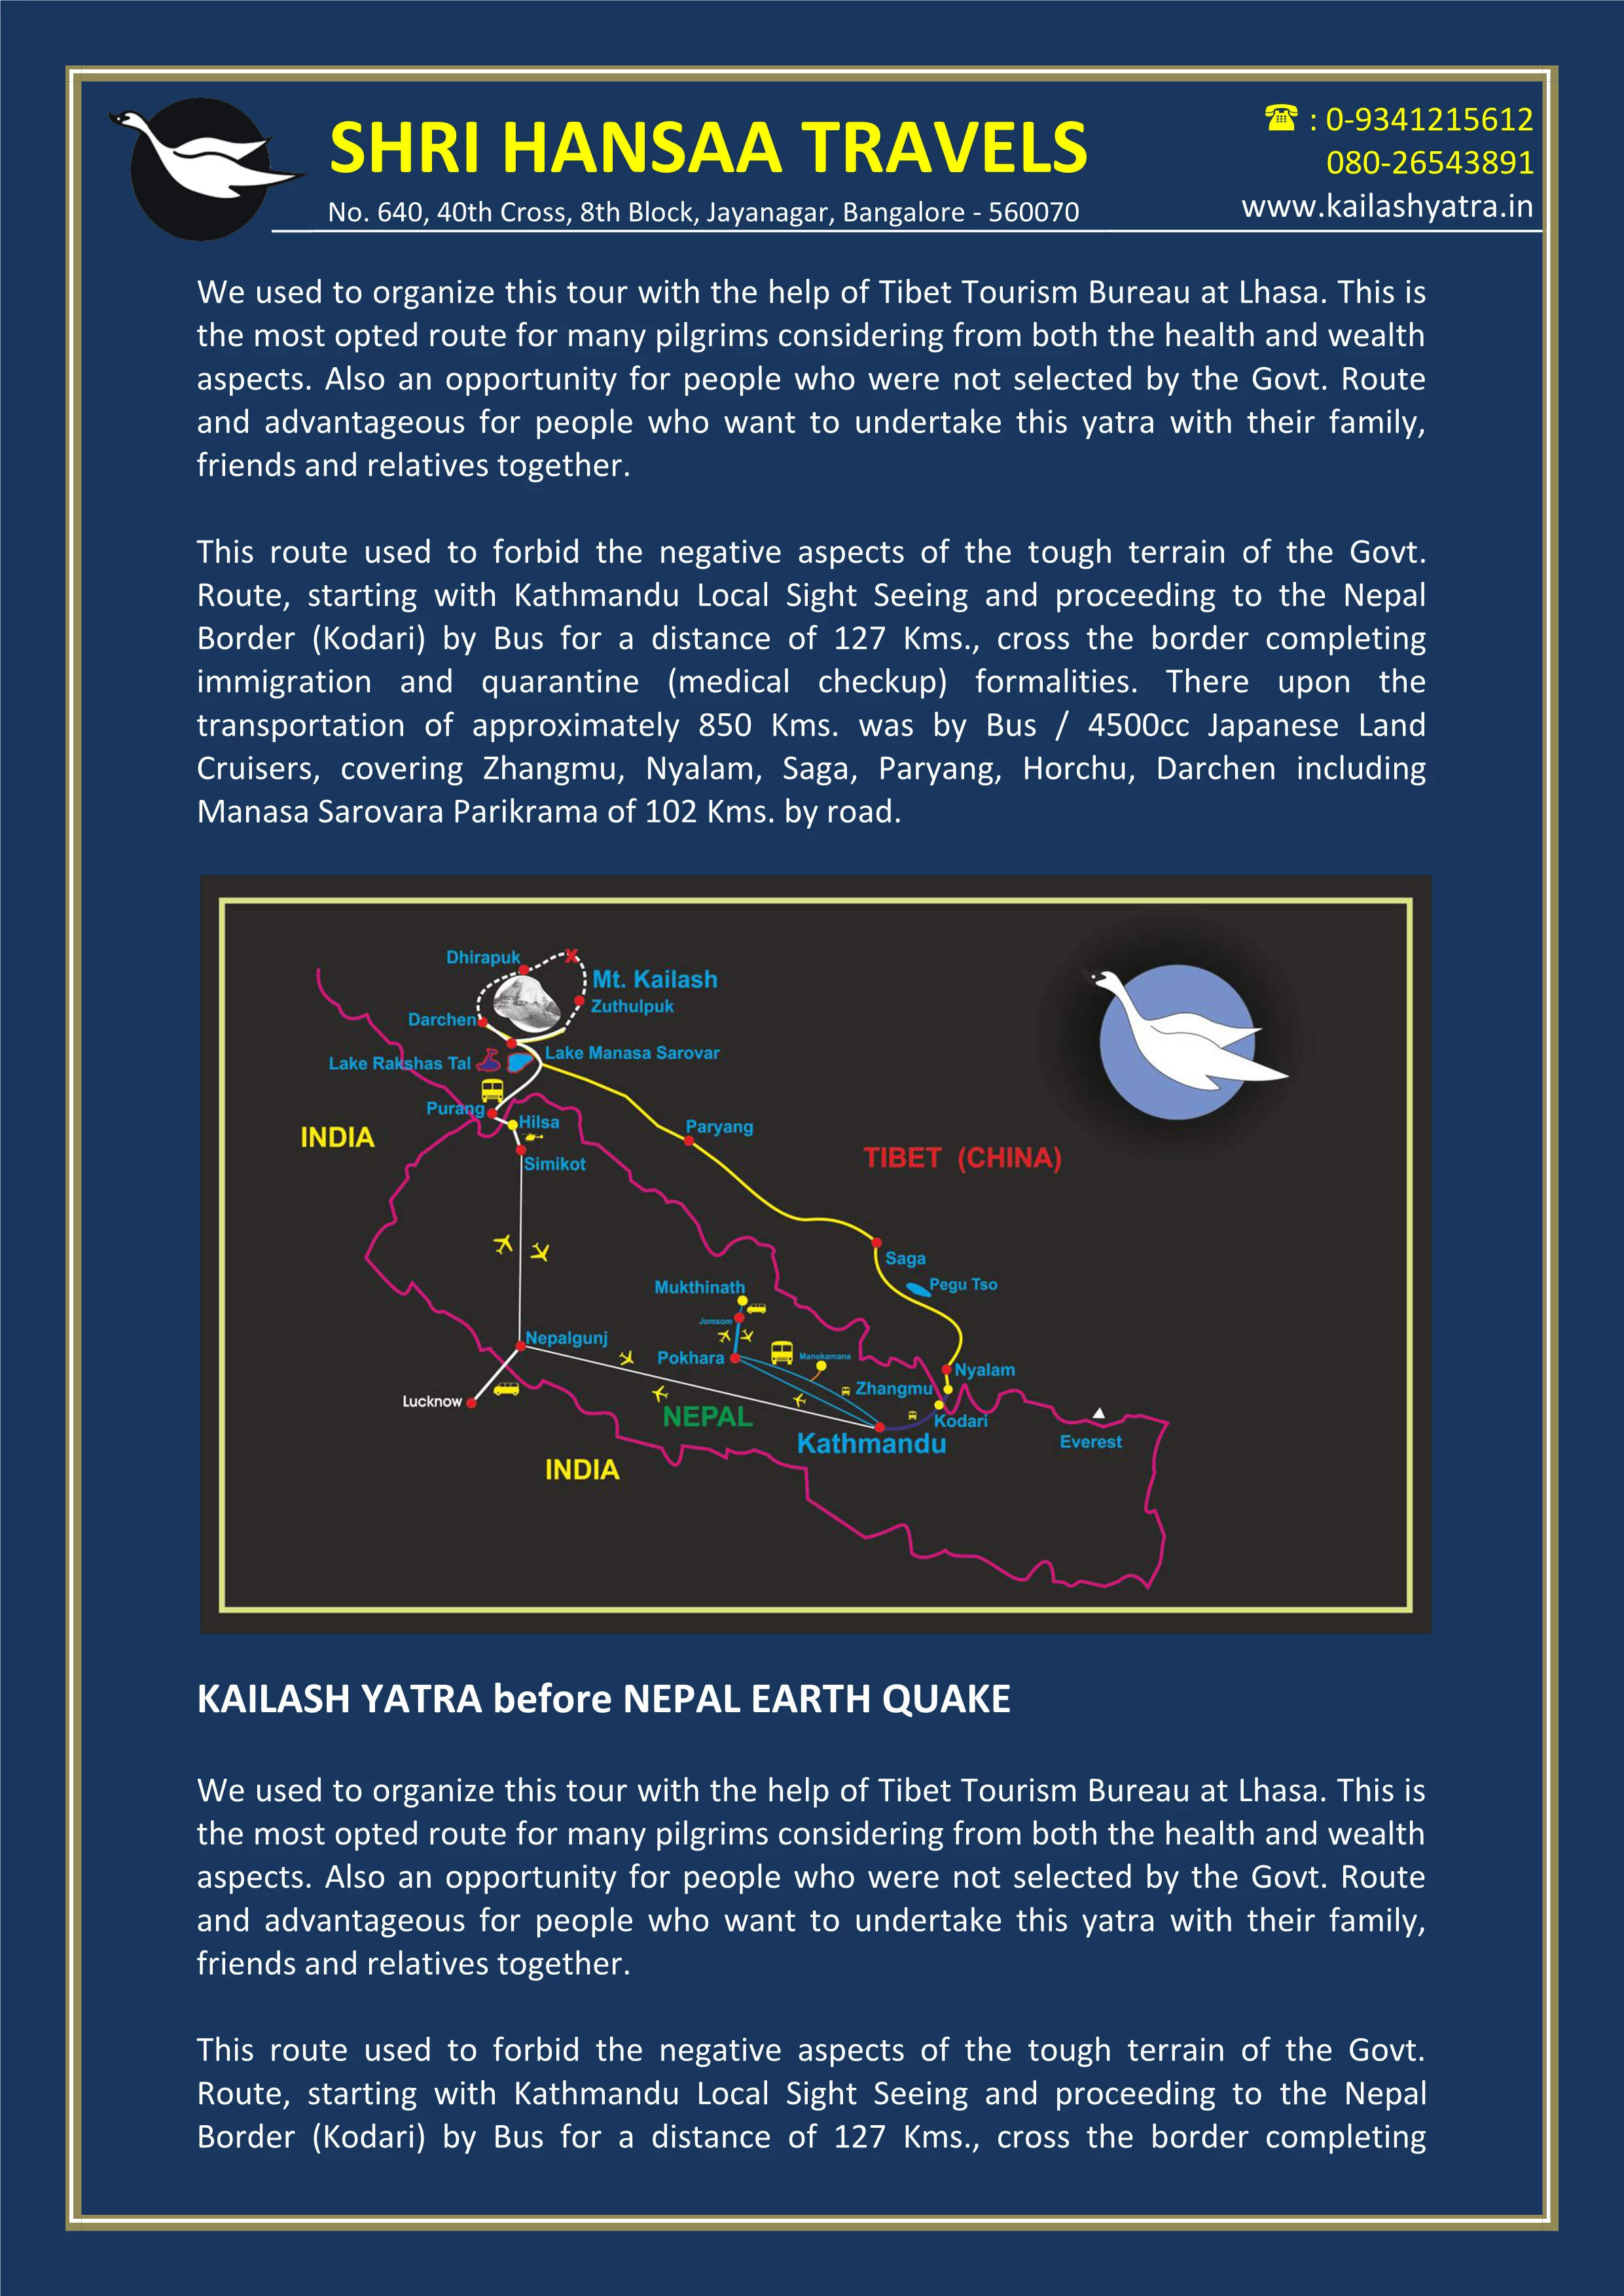 SHRI HANSAA TRAVELS
No. 640, 40th Cross, 8th Block, Jayanagar, Bangalore - 560070
☎ : 0-9341215612
080-26543891
www.kailashyatra.in
We used to organize this tour with the help of Tibet Tourism Bureau at Lhasa. This is
the most opted route for many pilgrims considering from both the health and wealth
aspects. Also an opportunity for people who were not selected by the Govt. Route
and advantageous for people who want to undertake this yatra with their family,
friends and relatives together.
This route used to forbid the negative aspects of the tough terrain of the Govt.
Route, starting with Kathmandu Local Sight Seeing and proceeding to the Nepal
Border (Kodari) by Bus for a distance of 127 Kms., cross the border completing
immigration and quarantine (medical checkup) formalities. There upon the
transportation of approximately 850 Kms. was by Bus / 4500cc Japanese Land
Cruisers, covering Zhangmu, Nyalam, Saga, Paryang, Horchu, Darchen including
Manasa Sarovara Parikrama of 102 Kms. by road.
Dhirapuk
Mt. Kailash
Zuthulpuk
Darchen
Lake Manasa Sarovar
Lake Rakshas Tal
Purang
Hilsa
INDIA
Paryang
TIBET (CHINA)
Simikot
Saga
Pegu Tso
Mukthinath
Jomsom
Nepalgunj
Pokhara
Manokamana
Nyalam
Zhangmu
Lucknow
NEPAL
Kodari
Kathmandu
Everest
INDIA
KAILASH YATRA before NEPAL EARTH QUAKE
We used to organize this tour with the help of Tibet Tourism Bureau at Lhasa. This is
the most opted route for many pilgrims considering from both the health and wealth
aspects. Also an opportunity for people who were not selected by the Govt. Route
and advantageous for people who want to undertake this yatra with their family,
friends and relatives together.
This route used to forbid the negative aspects of the tough terrain of the Govt.
Route, starting with Kathmandu Local Sight Seeing and proceeding to the Nepal
Border (Kodari) by Bus for a distance of 127 Kms., cross the border completing